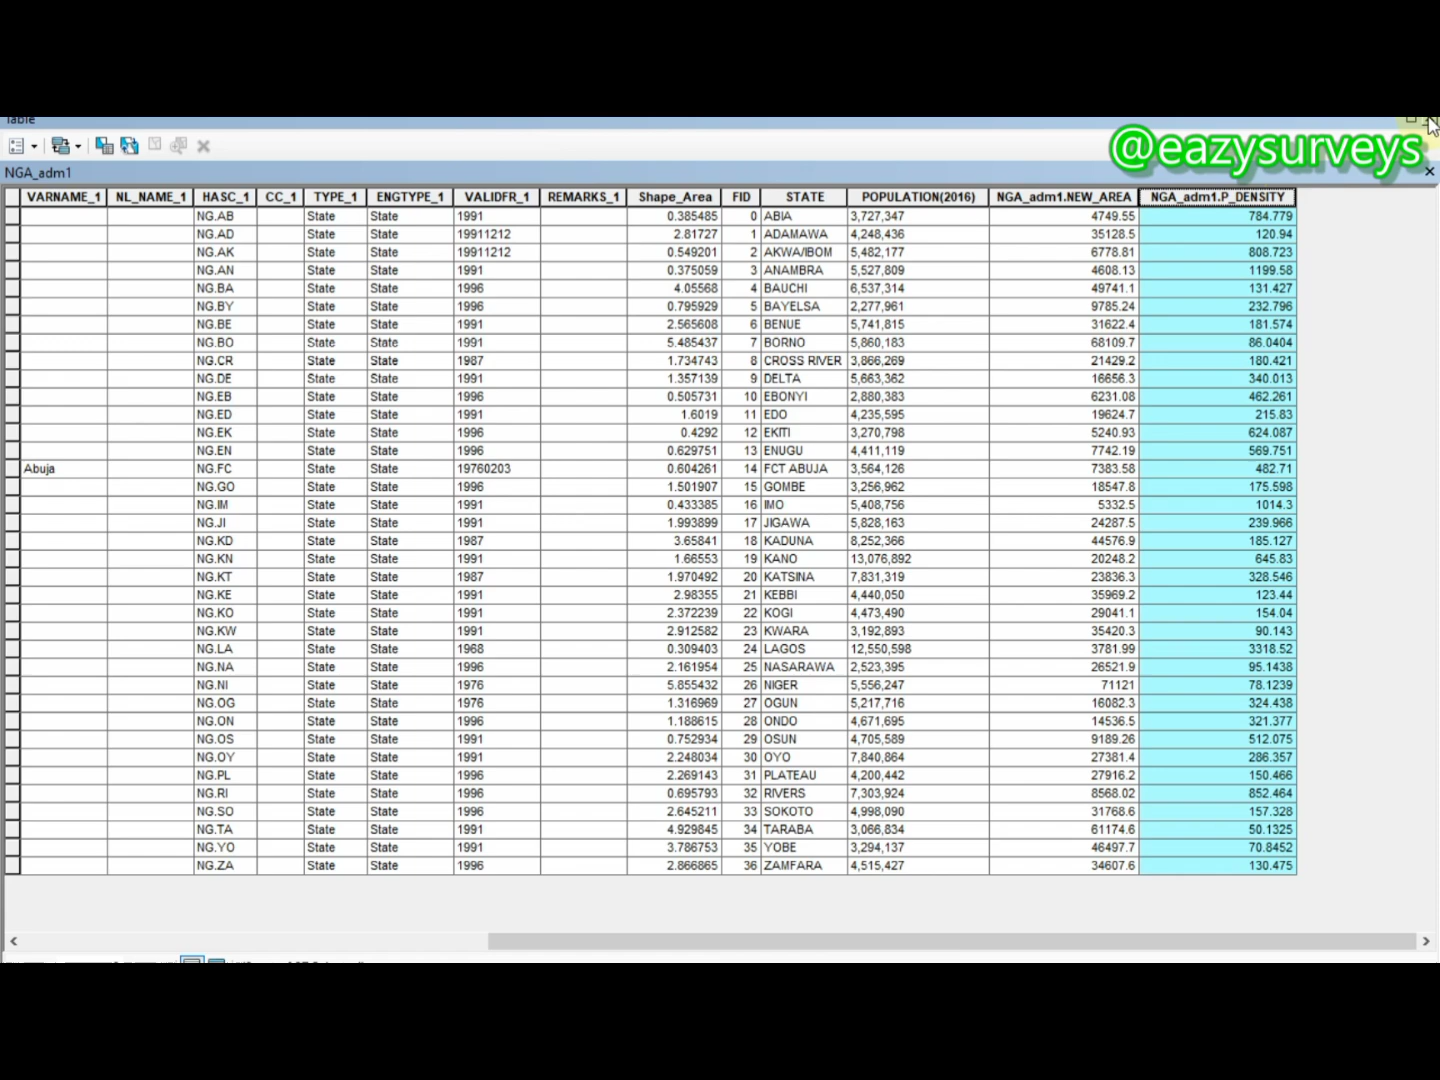 Table
@eazysurveys
NGA_adm1
VARNAME_1 NL_NAME_1 HASC_1 CC_1 TYPE_1 ENGTYPE_1 VALIDFR_1 REMARKS_1 Shape_Area FID STATE POPULATION(2016) NGA_adm1.NEW_AREA NGA_adm1.P_DENSITY
NG.AB State State 1991 0.385485 0 ABIA 3,727,347 4749.55 784.779
NG.AD State State 19911212 2.81727 1 ADAMAWA 4,248,436 35128.5 120.94
NG.AK State State 19911212 0.549201 2 AKWA/IBOM 5,482,177 6778.81 808.723
NG.AN State State 1991 0.375059 3 ANAMBRA 5,527,809 4608.13 1199.58
NG.BA State State 1996 4.05568 4 BAUCHI 6,537,314 49741.1 131.427
NG.BY State State 1996 0.795929 5 BAYELSA 2,277,961 9785.24 232.796
NG.BE State State 1991 2.565608 6 BENUE 5,741,815 31622.4 181.574
NG.BO State State 1991 5.485437 7 BORNO 5,860,183 68109.7 86.0404
NG.CR State State 1987 1.734743 8 CROSS RIVER 3,866,269 21429.2 180.421
NG.DE State State 1991 1.357139 9 DELTA 5,663,362 16656.3 340.013
NG.EB State State 1996 0.505731 10 EBONYI 2,880,383 6231.08 462.261
NG.ED State State 1991 1.6019 11 EDO 4,235,595 19624.7 215.83
NG.EK State State 1996 0.4292 12 EKITI 3,270,798 5240.93 624.087
NG.EN State State 1996 0.629751 13 ENUGU 4,411,119 7742.19 569.751
Abuja NG.FC State State 19760203 0.604261 14 FCT ABUJA 3,564,126 7383.58 482.71
NG.GO State State 1996 1.501907 15 GOMBE 3,256,962 18547.8 175.598
NG.IM State State 1991 0.433385 16 IMO 5,408,756 5332.5 1014.3
NG.JI State State 1991 1.993899 17 JIGAWA 5,828,163 24287.5 239.966
NG.KD State State 1987 3.65841 18 KADUNA 8,252,366 44576.9 185.127
NG.KN State State 1991 1.66553 19 KANO 13,076,892 20248.2 645.83
NG.KT State State 1987 1.970492 20 KATSINA 7,831,319 23836.3 328.546
NG.KE State State 1991 2.98355 21 KEBBI 4,440,050 35969.2 123.44
NG.KO State State 1991 2.372239 22 KOGI 4,473,490 29041.1 154.04
NG.KW State State 1991 2.912582 23 KWARA 3,192,893 35420.3 90.143
NG.LA State State 1968 0.309403 24 LAGOS 12,550,598 3781.99 3318.52
NG.NA State State 1996 2.161954 25 NASARAWA 2,523,395 26521.9 95.1438
NG.NI State State 1976 5.855432 26 NIGER 5,556,247 71121 78.1239
NG.OG State State 1976 1.316969 27 OGUN 5,217,716 16082.3 324.438
NG.ON State State 1996 1.188615 28 ONDO 4,671,695 14536.5 321.377
NG.OS State State 1991 0.752934 29 OSUN 4,705,589 9189.26 512.075
NG.OY State State 1991 2.248034 30 OYO 7,840,864 27381.4 286.357
NG.PL State State 1996 2.269143 31 PLATEAU 4,200,442 27916.2 150.466
NG.RI State State 1996 0.695793 32 RIVERS 7,303,924 8568.02 852.464
NG.SO State State 1996 2.645211 33 SOKOTO 4,998,090 31768.6 157.328
NG.TA State State 1991 4.929845 34 TARABA 3,066,834 61174.6 50.1325
NG.YO State State 1991 3.786753 35 YOBE 3,294,137 46497.7 70.8452
NG.ZA State State 1996 2.866865 36 ZAMFARA 4,515,427 34607.6 130.475